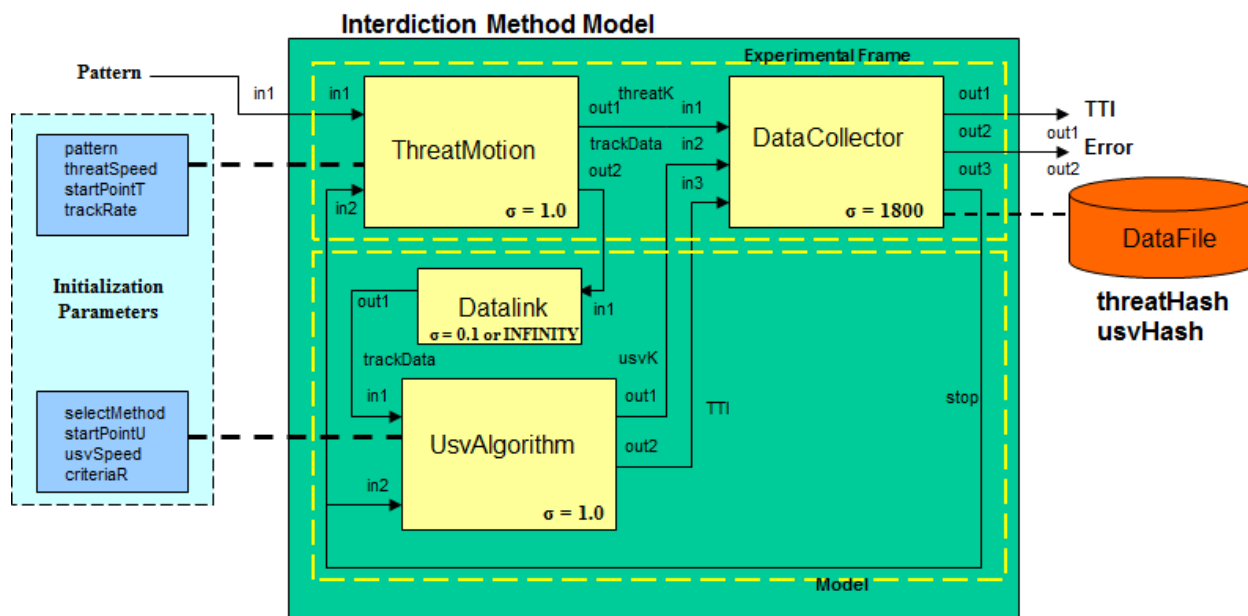 Interdiction Method Model
Experimental Frame
Pattern
in1
in1
ThreatMotion
in2
σ = 1.0
out1
threatK
trackData
out2
in1
in2
in3
DataCollector
σ = 1800
out1
out2
out3
TTI
out1
Error
out2
DataFile
threatHash
usvHash
pattern
threatSpeed
startPointT
trackRate
Initialization
Parameters
selectMethod
startPointU
usvSpeed
criteriaR
out1
Datalink
σ = 0.1 or INFINITY
in1
trackData
in1
UsvAlgorithm
in2
σ = 1.0
usvK
out1
out2
TTI
stop
Model